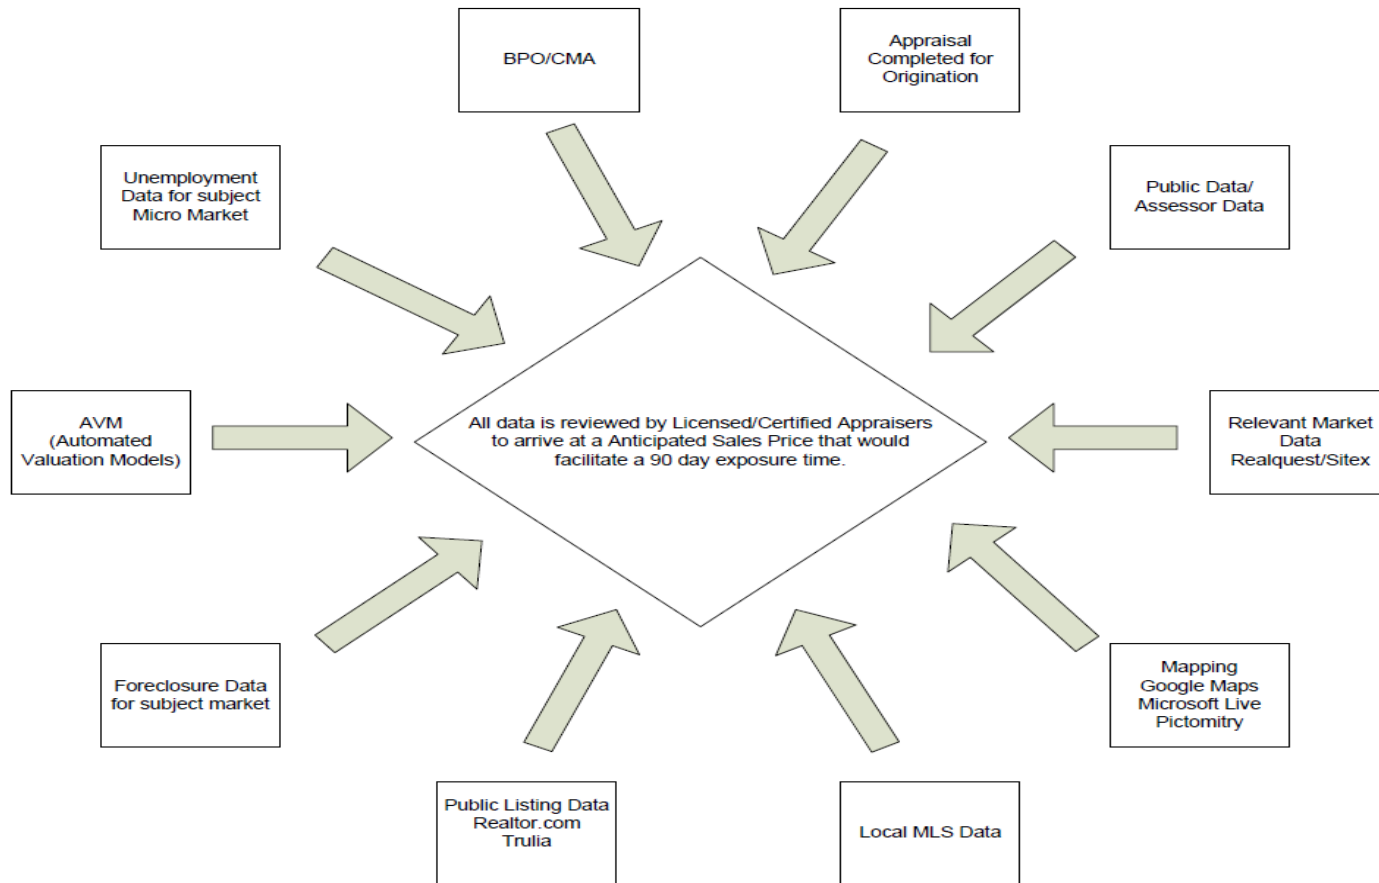 BPO/CMA
Appraisal
Completed for
Origination
Unemployment
Data for subject
Micro Market
Public Data/
Assessor Data
AVM
(Automated
Valuation Models)
All data is reviewed by Licensed/Certified Appraisers
to arrive at a Anticipated Sales Price that would
facilitate a 90 day exposure time.
Relevant Market
Data
Realquest/Sitex
Foreclosure Data
for subject market
Mapping
Google Maps
Microsoft Live
Pictomitry
Public Listing Data
Realtor.com
Trulia
Local MLS Data